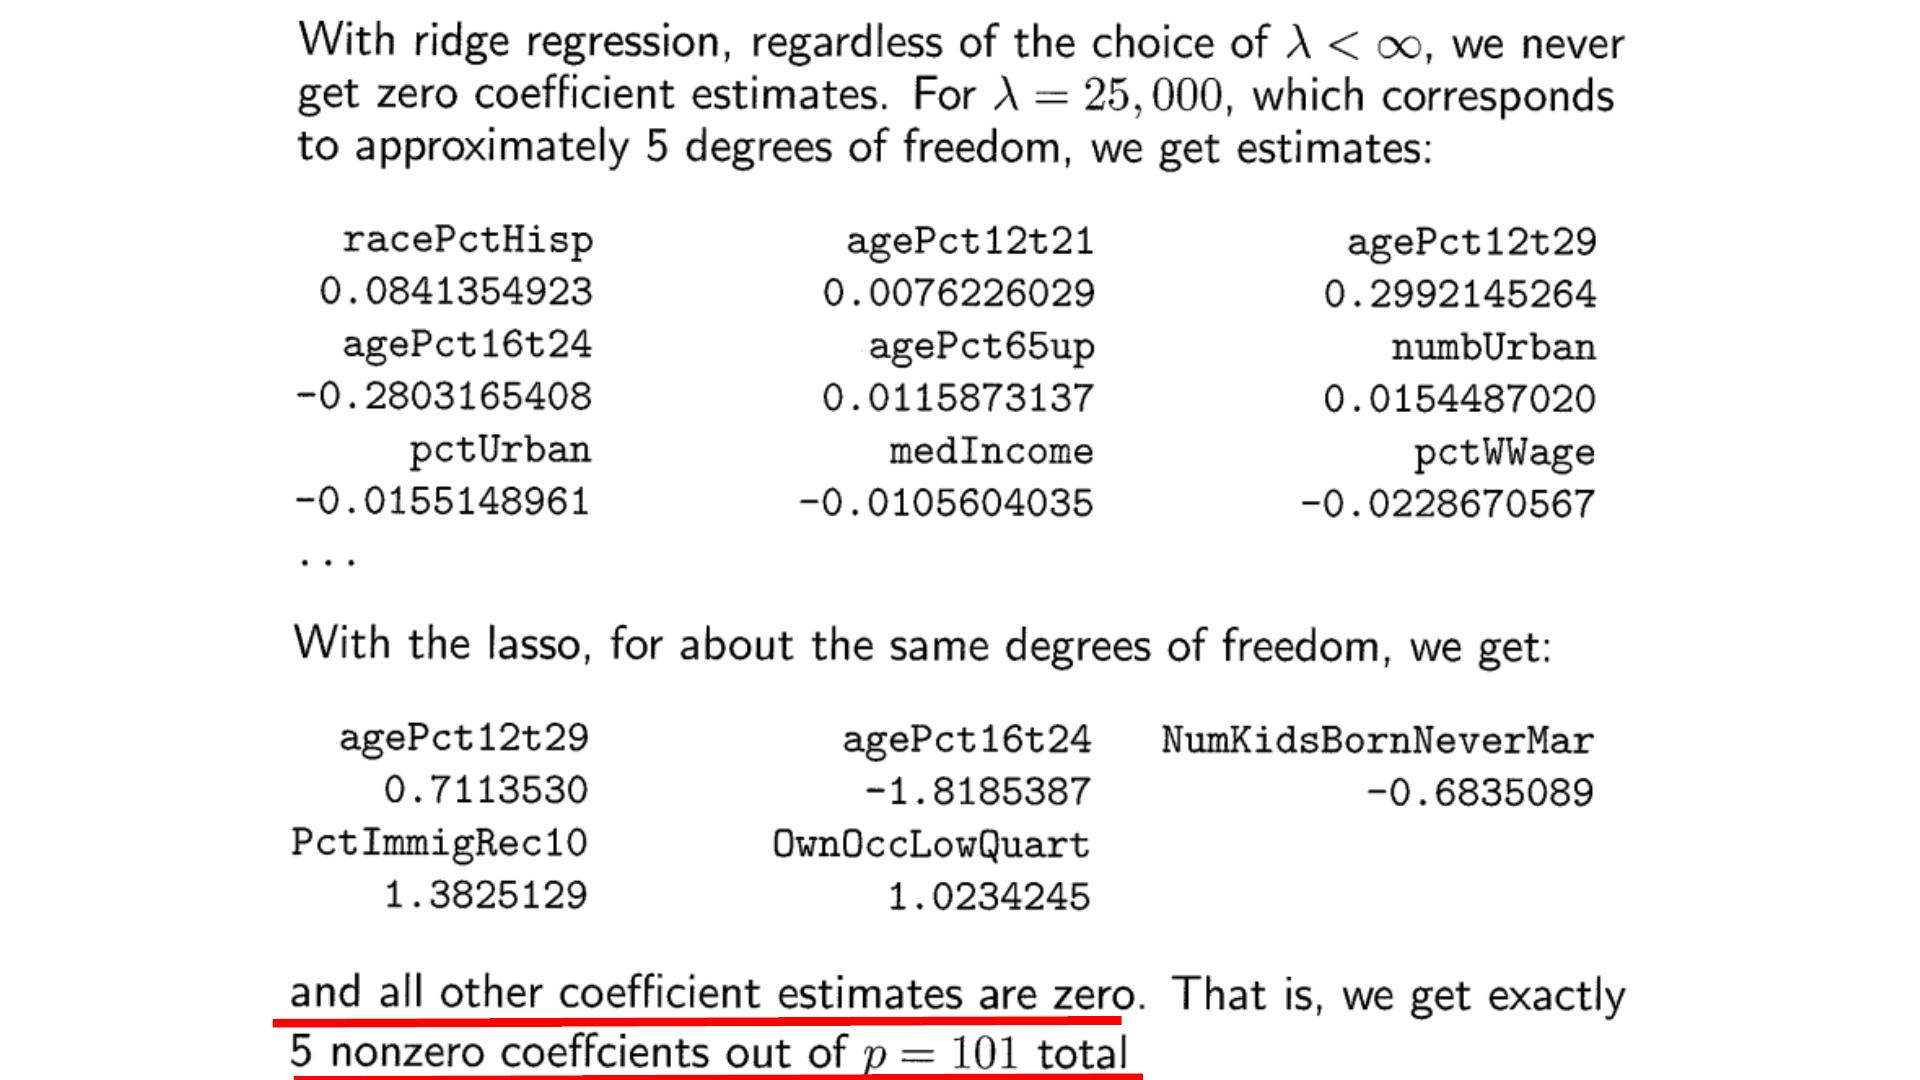 With ridge regression, regardless of the choice of λ < ∞, we never
get zero coefficient estimates. For λ = 25, 000, which corresponds
to approximately 5 degrees of freedom, we get estimates:
racePctHisp agePct12t21 agePct12t29
0.0841354923 0.0076226029 0.2992145264
agePct16t24 agePct65up numbUrban
-0.2803165408 0.0115873137 0.0154487020
pctUrban medIncome pctWWage
-0.0155148961 -0.0105604035 -0.0228670567
...
With the lasso, for about the same degrees of freedom, we get:
agePct12t29 agePct16t24 NumKidsBornNeverMar
0.7113530 -1.8185387 -0.6835089
PctImmigRec10 OwnOccLowQuart
1.3825129 1.0234245
and all other coefficient estimates are zero. That is, we get exactly
5 nonzero coeffcients out of p = 101 total